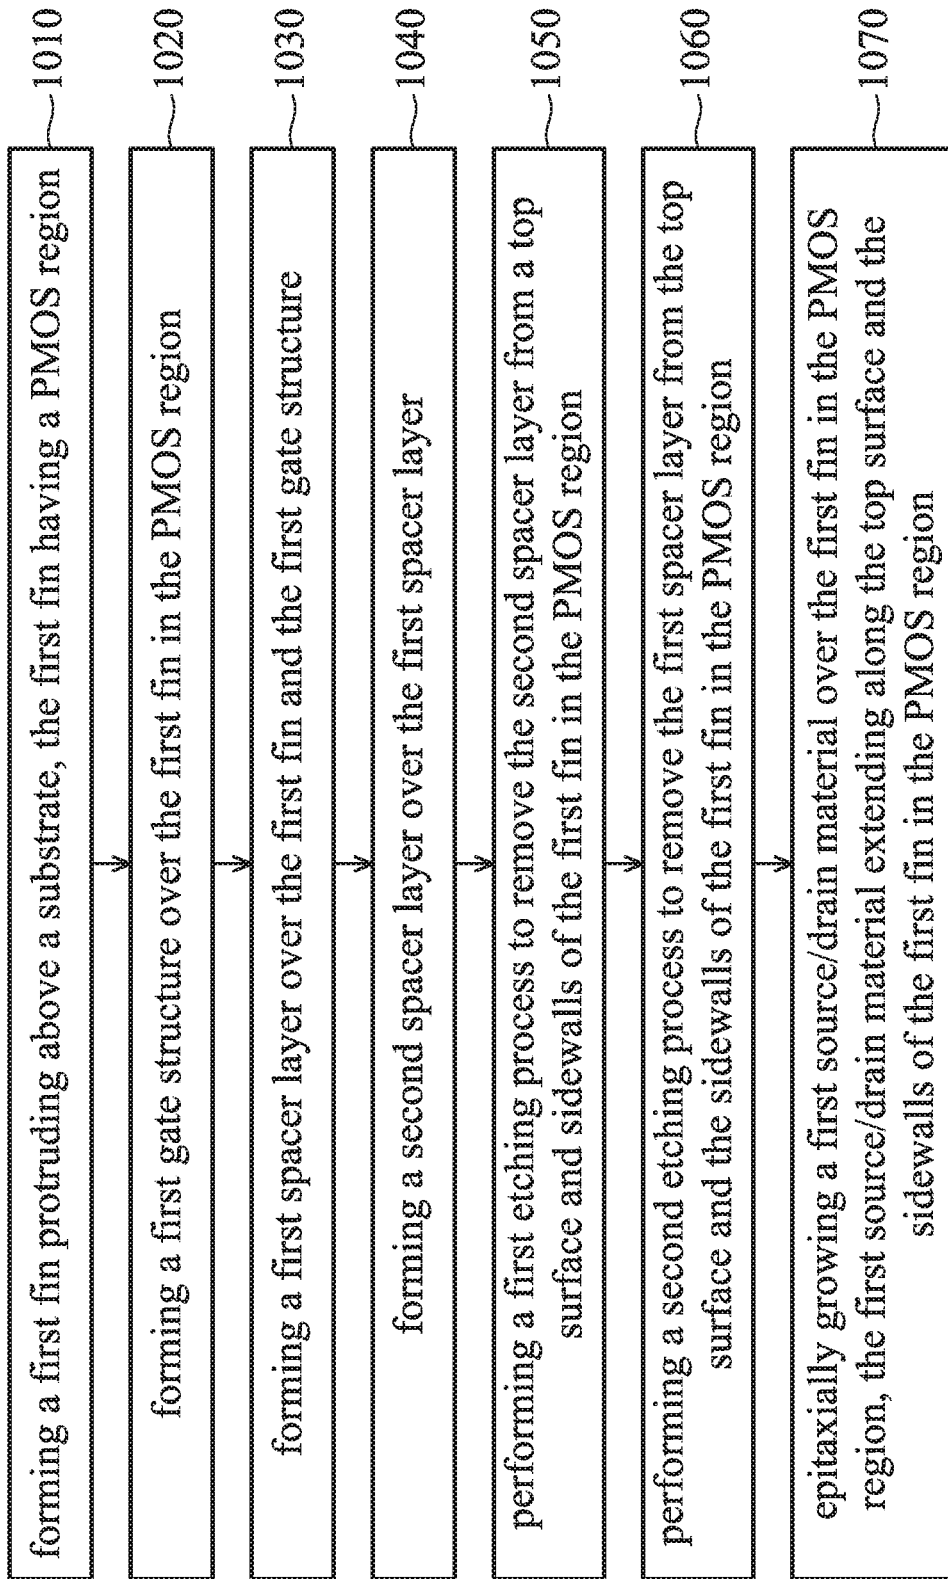 forming a first fin protruding above a substrate, the first fin having a PMOS region
1010
forming a first gate structure over the first fin in the PMOS region
1020
forming a first spacer layer over the first fin and the first gate structure
1030
forming a second spacer layer over the first spacer layer
1040
performing a first etching process to remove the second spacer layer from a top
surface and sidewalls of the first fin in the PMOS region
1050
performing a second etching process to remove the first spacer layer from the top
surface and the sidewalls of the first fin in the PMOS region
1060
epitaxially growing a first source/drain material over the first fin in the PMOS
region, the first source/drain material extending along the top surface and the
sidewalls of the first fin in the PMOS region
1070